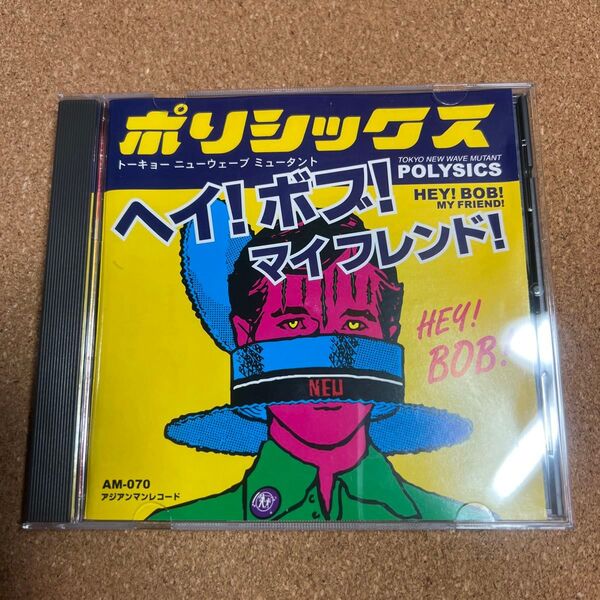 ポリシックス
トーキョー ニューウェーブ ミュータント
TOKYO NEW WAVE MUTANT
POLYSICS
ヘイ!ボブ!
マイフレンド!
HEY! BOB!
MY FRIEND!
HEY!
BOB!
NEU
AM-070
アジアンマンレコード